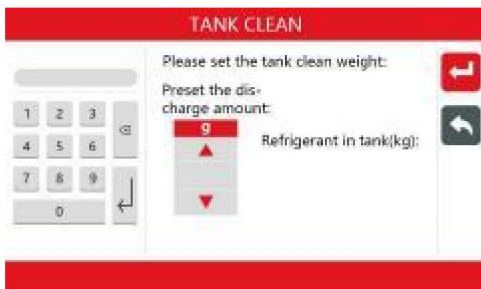 TANK CLEAN
Please set the tank clean weight:
Preset the dis-
charge amount:
g
Refrigerant in tank(kg):
1 2 3
4 5 6
7 8 9
0